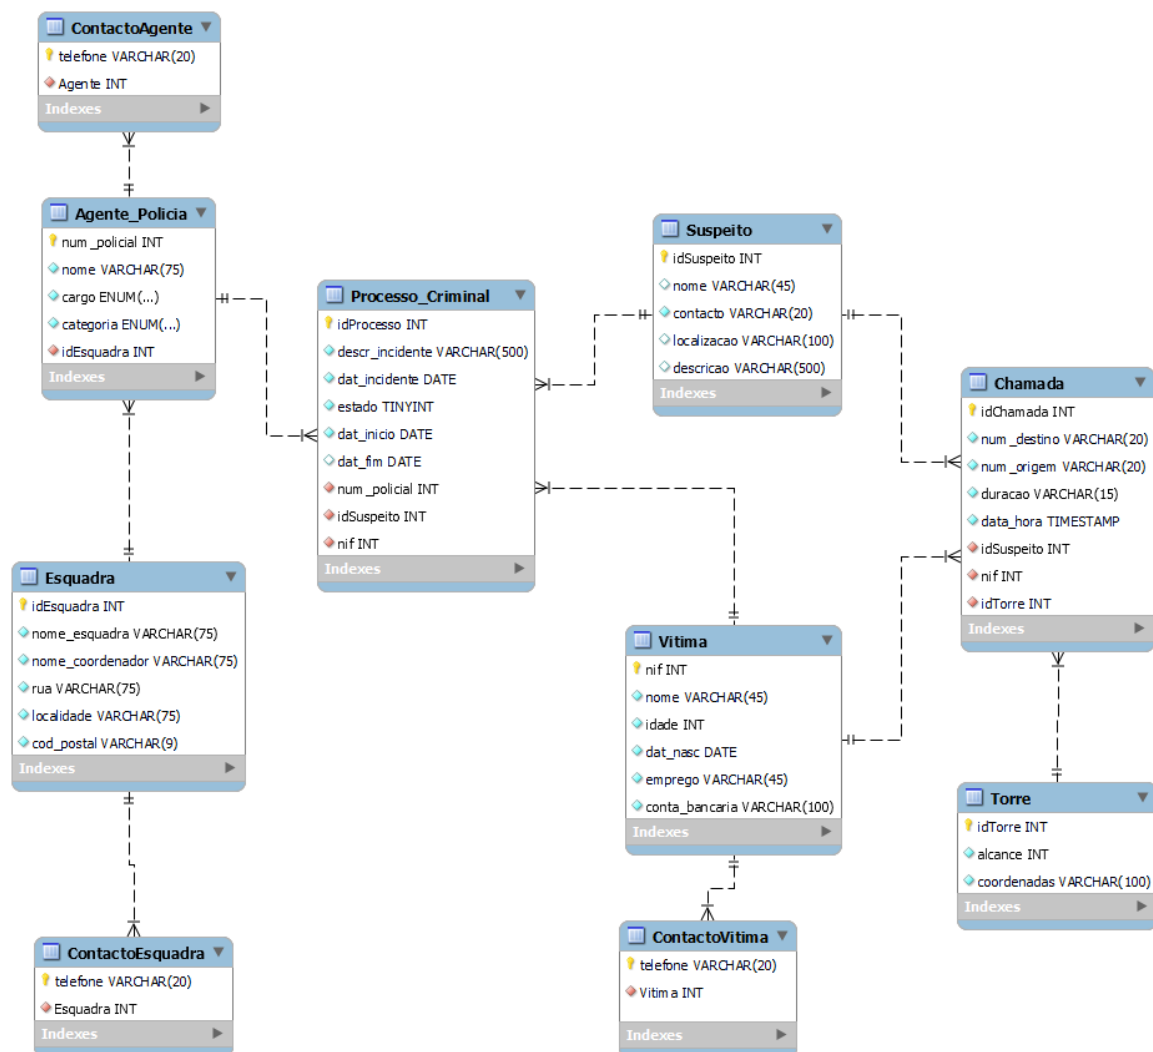 ContactoAgente
telefone VARCHAR(20)
Agente INT
Indexes
Agente_Policia
num_policial INT
nome VARCHAR(75)
cargo ENUM(...)
categoria ENUM(...)
idEsquadra INT
Indexes
Esquadra
idEsquadra INT
nome_esquadra VARCHAR(75)
nome_coordenador VARCHAR(75)
rua VARCHAR(75)
localidade VARCHAR(75)
cod_postal VARCHAR(9)
Indexes
ContactoEsquadra
telefone VARCHAR(20)
Esquadra INT
Indexes
Processo_Criminal
idProcesso INT
descr_incidente VARCHAR(500)
dat_incidente DATE
estado TINYINT
dat_inicio DATE
dat_fim DATE
num_policial INT
idSuspeito INT
nif INT
Indexes
Suspeito
idSuspeito INT
nome VARCHAR(45)
contacto VARCHAR(20)
localizacao VARCHAR(100)
descricao VARCHAR(500)
Indexes
Vitima
nif INT
nome VARCHAR(45)
idade INT
dat_nasc DATE
emprego VARCHAR(45)
conta_bancaria VARCHAR(100)
Indexes
ContactoVitima
telefone VARCHAR(20)
Vitima INT
Indexes
Chamada
idChamada INT
num_destino VARCHAR(20)
num_origem VARCHAR(20)
duracao VARCHAR(15)
data_hora TIMESTAMP
idSuspeito INT
nif INT
idTorre INT
Indexes
Torre
idTorre INT
alcance INT
coordenadas VARCHAR(100)
Indexes